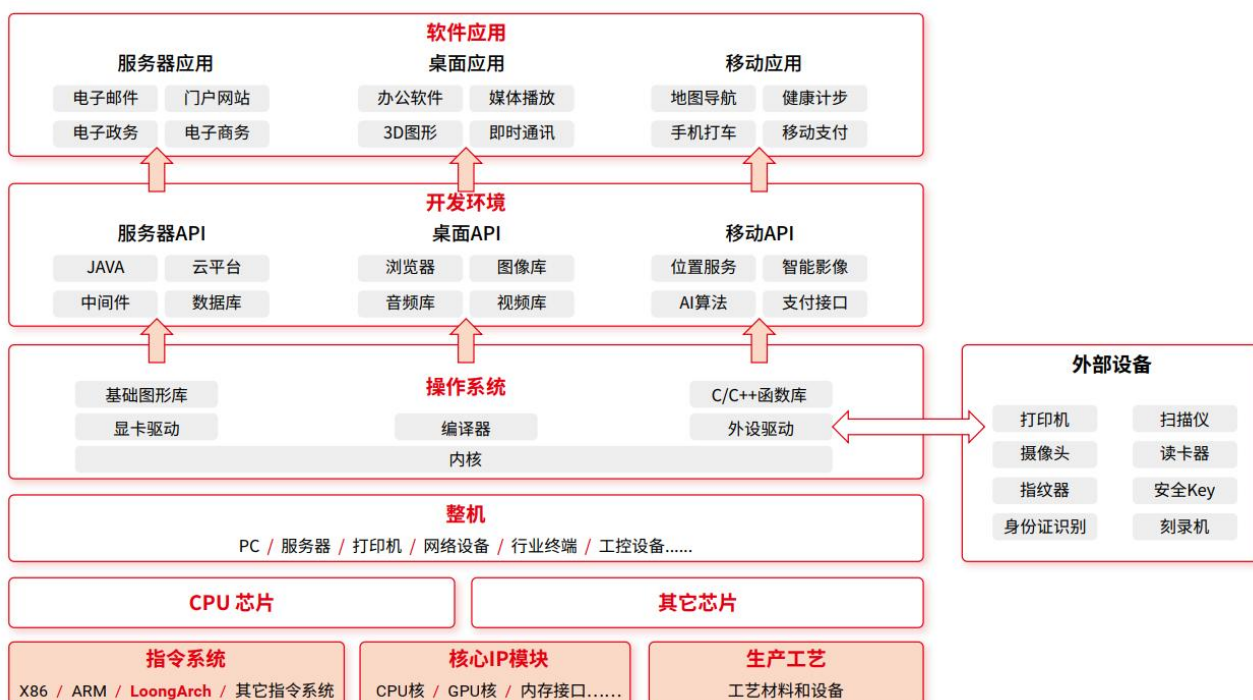 软件应用
服务器应用 桌面应用 移动应用
电子邮件 门户网站 办公软件 媒体播放 地图导航 健康计步
电子政务 电子商务 3D图形 即时通讯 手机打车 移动支付
开发环境
服务器API 桌面API 移动API
JAVA 云平台 浏览器 图像库 位置服务 智能影像
中间件 数据库 音频库 视频库 AI算法 支付接口
操作系统
基础图形库 C/C++函数库
显卡驱动 编译器 外设驱动
内核
外部设备
打印机 扫描仪
摄像头 读卡器
指纹器 安全Key
身份证识别 刻录机
整机
PC / 服务器 / 打印机 / 网络设备 / 行业终端 / 工控设备......
CPU 芯片 其它芯片
指令系统 核心IP模块 生产工艺
X86 / ARM / LoongArch / 其它指令系统 CPU核 / GPU核 / 内存接口...... 工艺材料和设备